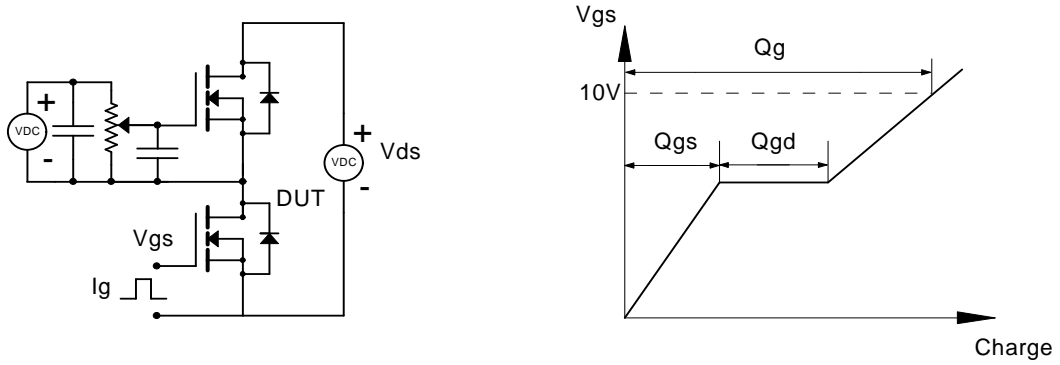 +
VDC
-
+
VDC
-
Vds
DUT
Vgs
Ig
Vgs
Qg
10V
Qgs
Qgd
Charge